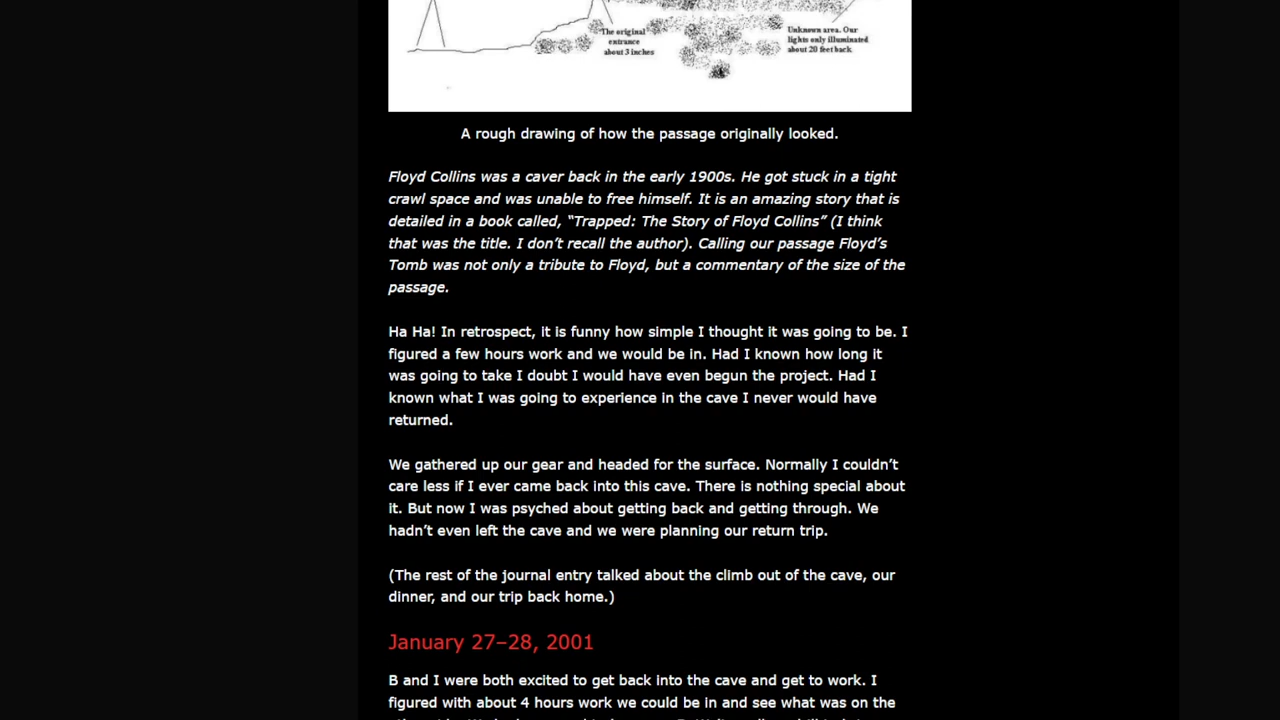 The original
entrance
about 3 inches
Unknown area. Our
lights only illuminated
about 20 feet back
A rough drawing of how the passage originally looked.
Floyd Collins was a caver back in the early 1900s. He got stuck in a tight
crawl space and was unable to free himself. It is an amazing story that is
detailed in a book called, “Trapped: The Story of Floyd Collins” (I think
that was the title. I don’t recall the author). Calling our passage Floyd’s
Tomb was not only a tribute to Floyd, but a commentary of the size of the
passage.
Ha Ha! In retrospect, it is funny how simple I thought it was going to be. I
figured a few hours work and we would be in. Had I known how long it
was going to take I doubt I would have even begun the project. Had I
known what I was going to experience in the cave I never would have
returned.
We gathered up our gear and headed for the surface. Normally I couldn’t
care less if I ever came back into this cave. There is nothing special about
it. But now I was psyched about getting back and getting through. We
hadn’t even left the cave and we were planning our return trip.
(The rest of the journal entry talked about the climb out of the cave, our
dinner, and our trip back home.)
January 27–28, 2001
B and I were both excited to get back into the cave and get to work. I
figured with about 4 hours work we could be in and see what was on the